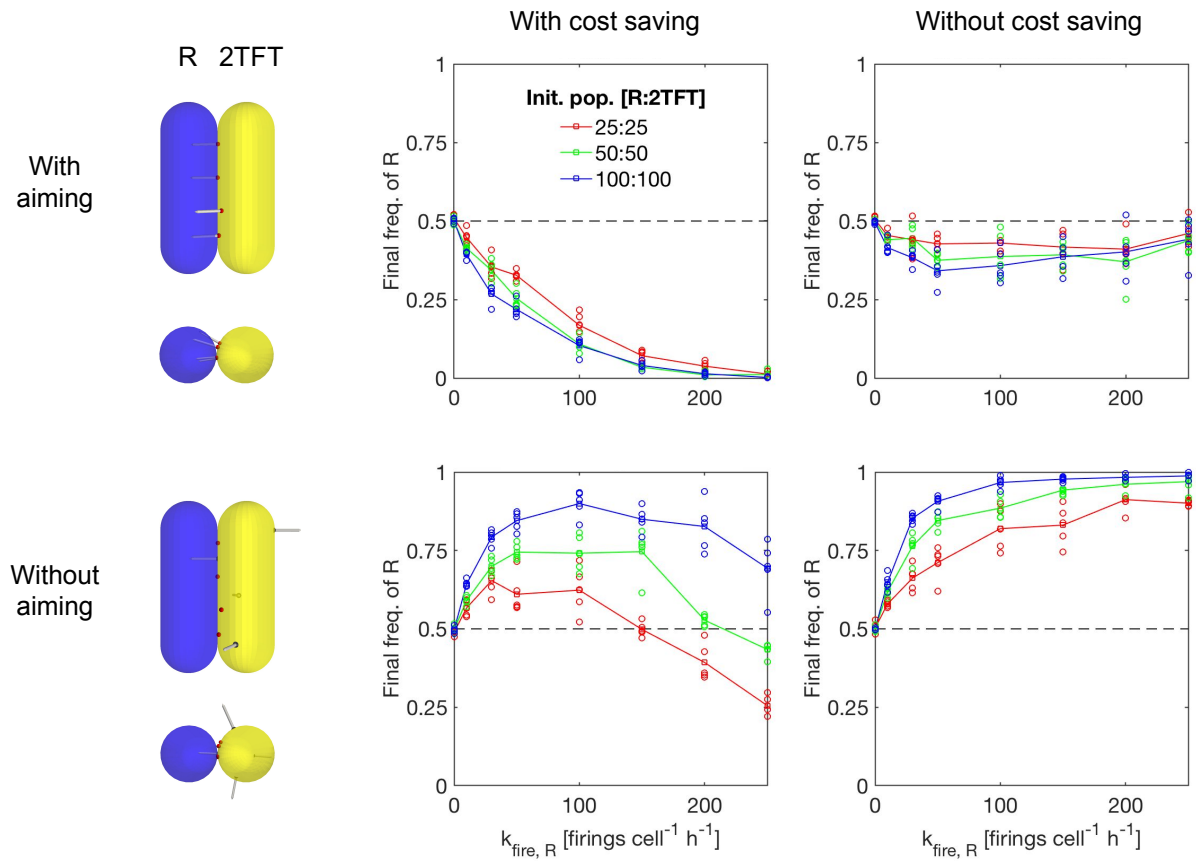 With cost saving
Without cost saving
R 2TFT
With
aiming
Final freq. of R
1
0.75
0.5
0.25
0
0 100 200
Init. pop. [R:2TFT]
25:25
50:50
100:100
Final freq. of R
1
0.75
0.5
0.25
0
0 100 200
Without
aiming
Final freq. of R
1
0.75
0.5
0.25
0
0 100 200
k_fire, R [firings cell^-1 h^-1]
Final freq. of R
1
0.75
0.5
0.25
0
0 100 200
k_fire, R [firings cell^-1 h^-1]